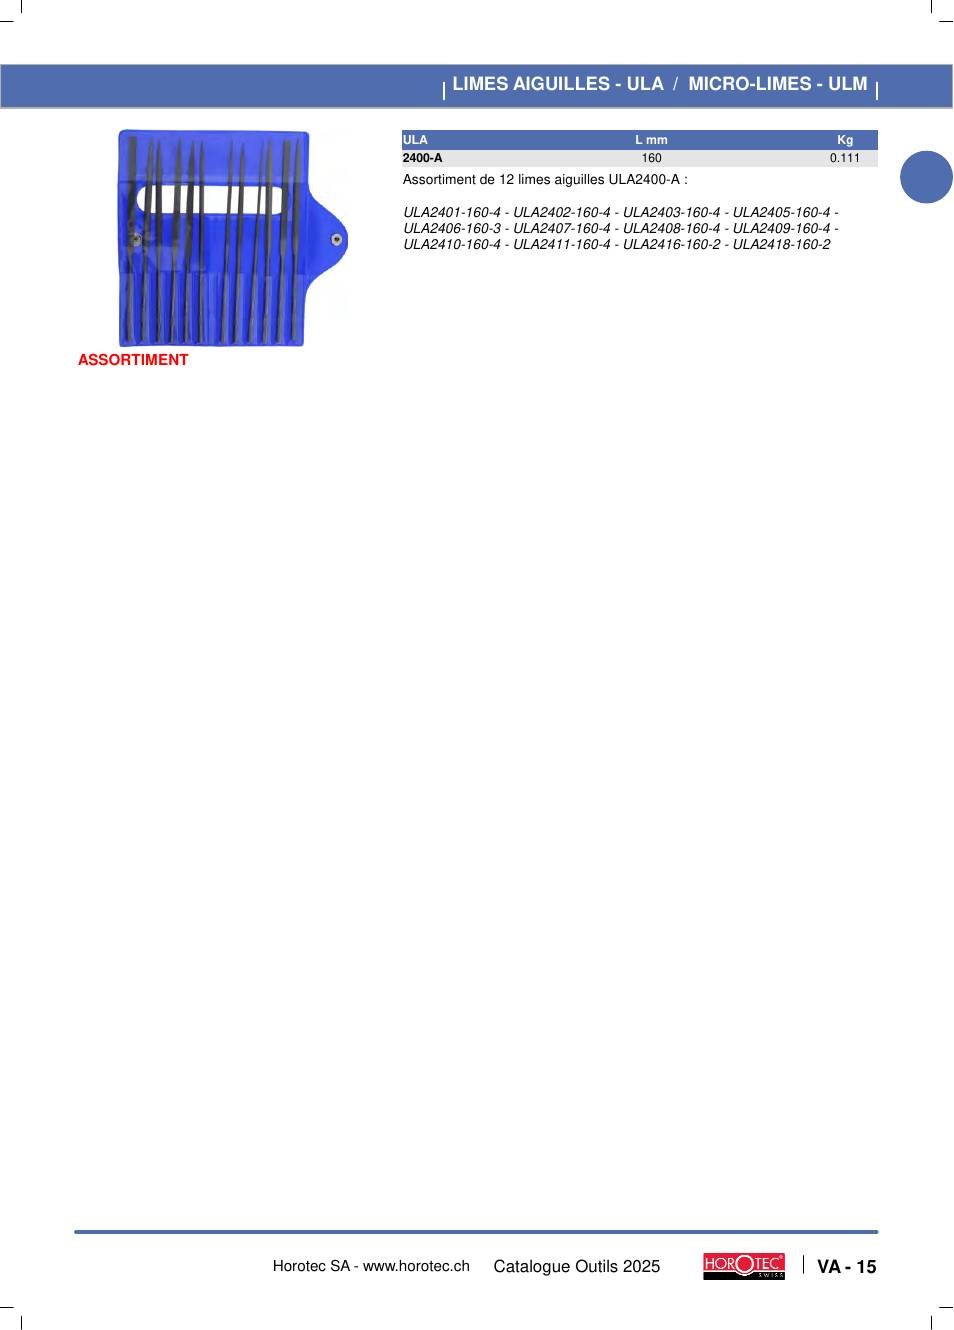 LIMES AIGUILLES - ULA / MICRO-LIMES - ULM
ULA L mm Kg
2400-A 160 0.111
Assortiment de 12 limes aiguilles ULA2400-A :
ULA2401-160-4 - ULA2402-160-4 - ULA2403-160-4 - ULA2405-160-4 -
ULA2406-160-3 - ULA2407-160-4 - ULA2408-160-4 - ULA2409-160-4 -
ULA2410-160-4 - ULA2411-160-4 - ULA2416-160-2 - ULA2418-160-2
ASSORTIMENT
Horotec SA - www.horotec.ch Catalogue Outils 2025 HOROTEC® SWISS VA - 15